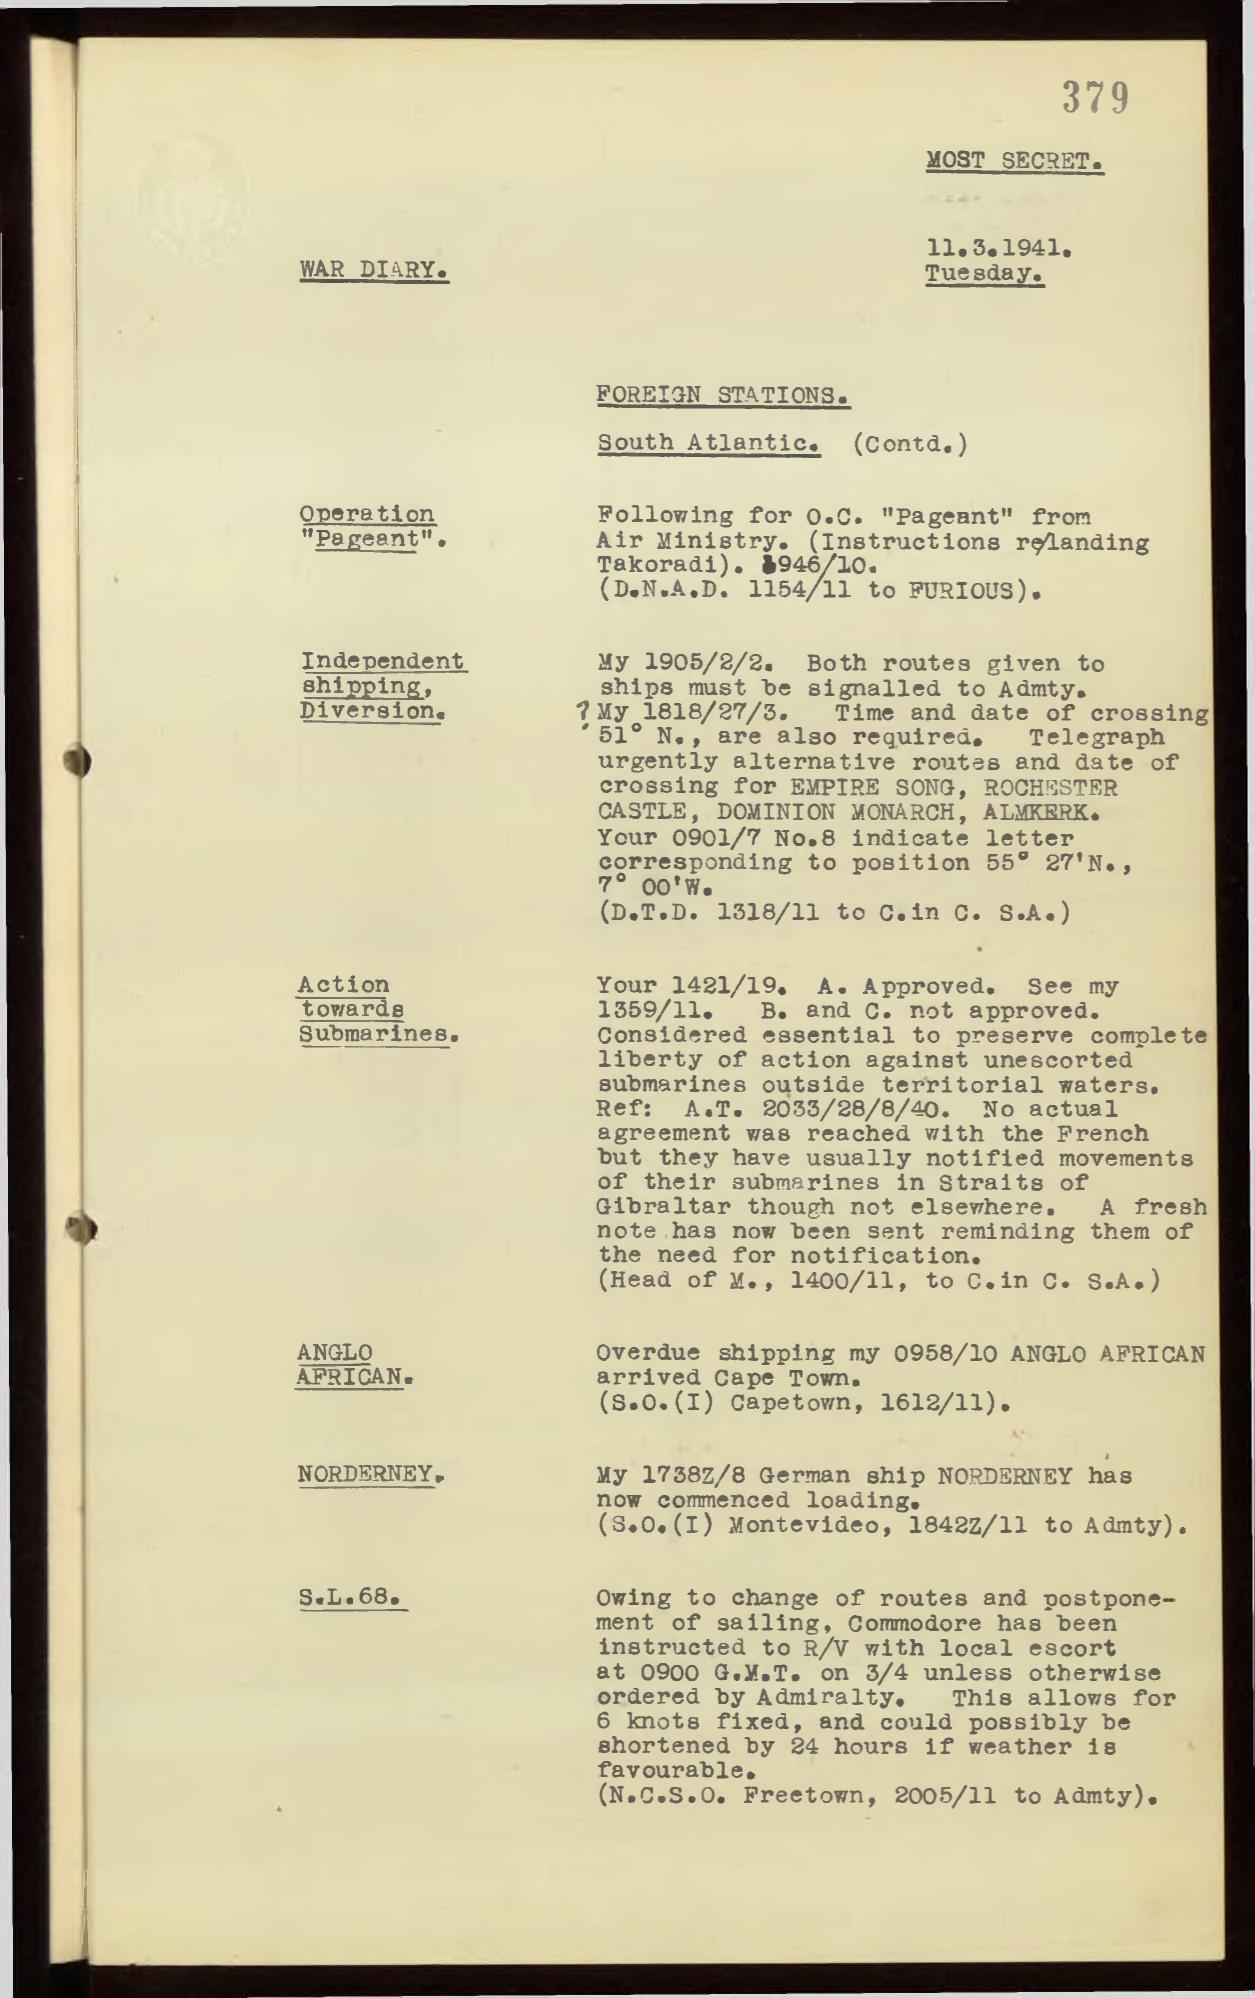 379
MOST SECRET.
11.3.1941.
Tuesday.
WAR DIARY.
FOREIGN STATIONS.
South Atlantic. (Contd.)
Operation
"Pageant".
Following for O.C. "Pageant" from
Air Ministry. (Instructions re/landing
Takoradi). 1946/10.
(D.N.A.D. 1154/11 to FURIOUS).
Independent
shipping,
Diversion.
My 1905/2/2. Both routes given to
ships must be signalled to Admty.
? My 1818/27/3. Time and date of crossing
51° N., are also required. Telegraph
urgently alternative routes and date of
crossing for EMPIRE SONG, ROCHESTER
CASTLE, DOMINION MONARCH, ALMKERK.
Your 0901/7 No.8 indicate letter
corresponding to position 55° 27'N.,
7° 00'W.
(D.T.D. 1318/11 to C.in C. S.A.)
Action
towards
Submarines.
Your 1421/19. A. Approved. See my
1359/11. B. and C. not approved.
Considered essential to preserve complete
liberty of action against unescorted
submarines outside territorial waters.
Ref: A.T. 2033/28/8/40. No actual
agreement was reached with the French
but they have usually notified movements
of their submarines in Straits of
Gibraltar though not elsewhere. A fresh
note has now been sent reminding them of
the need for notification.
(Head of M., 1400/11, to C.in C. S.A.)
ANGLO
AFRICAN.
Overdue shipping my 0958/10 ANGLO AFRICAN
arrived Cape Town.
(S.O.(I) Capetown, 1612/11).
NORDERNEY.
My 1738Z/8 German ship NORDERNEY has
now commenced loading.
(S.O.(I) Montevideo, 1842Z/11 to Admty).
S.L.68.
Owing to change of routes and postpone-
ment of sailing, Commodore has been
instructed to R/V with local escort
at 0900 G.M.T. on 3/4 unless otherwise
ordered by Admiralty. This allows for
6 knots fixed, and could possibly be
shortened by 24 hours if weather is
favourable.
(N.C.S.O. Freetown, 2005/11 to Admty).